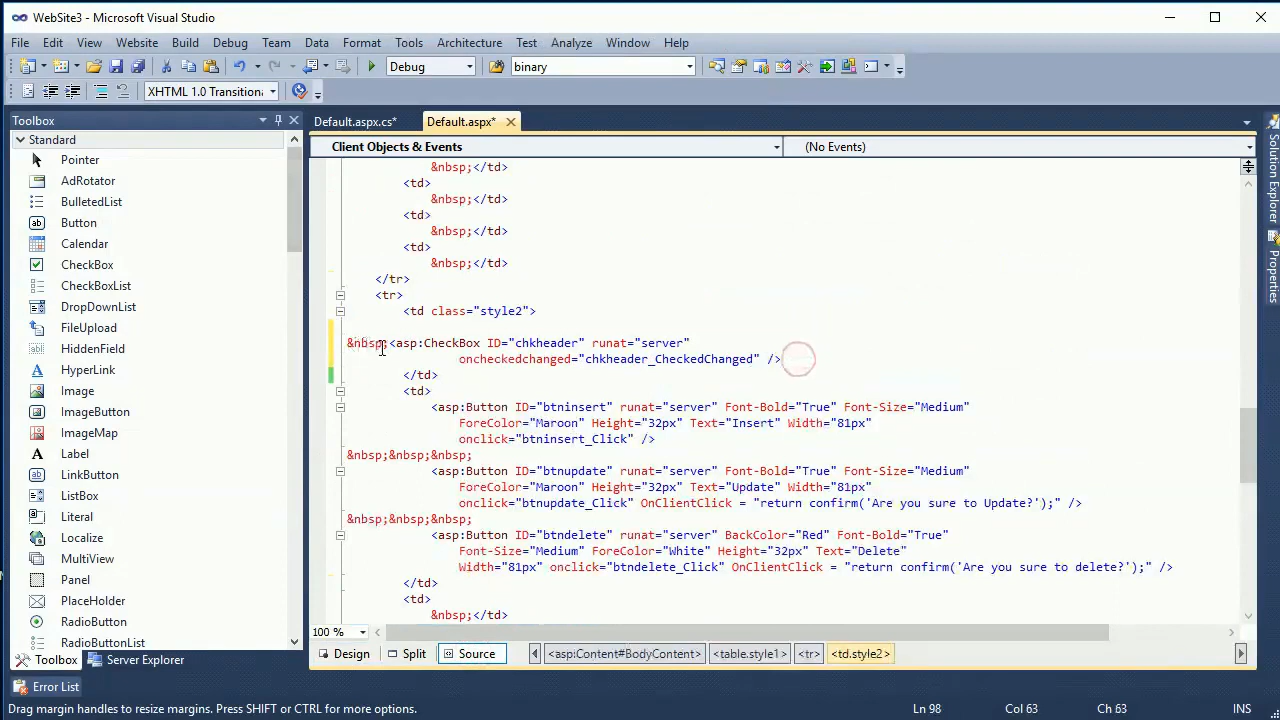 WebSite3 - Microsoft Visual Studio
File Edit View Website Build Debug Team Data Format Tools Architecture Test Analyze Window Help
Debug binary
XHTML 1.0 Transitiona
Toolbox
Default.aspx.cs* Default.aspx*
Standard
Client Objects & Events (No Events)
Pointer
AdRotator
BulletedList
Button
Calendar
CheckBox
CheckBoxList
DropDownList
FileUpload
HiddenField
HyperLink
Image
ImageButton
ImageMap
Label
LinkButton
ListBox
Literal
Localize
MultiView
Panel
PlaceHolder
RadioButton
RadioButtonList
&nbsp;</td>
<td>
&nbsp;</td>
<td>
&nbsp;</td>
<td>
&nbsp;</td>
</tr>
<tr>
<td class="style2">
&nbsp;<asp:CheckBox ID="chkheader" runat="server"
oncheckedchanged="chkheader_CheckedChanged" />
</td>
<td>
<asp:Button ID="btninsert" runat="server" Font-Bold="True" Font-Size="Medium"
ForeColor="Maroon" Height="32px" Text="Insert" Width="81px"
onclick="btninsert_Click" />
&nbsp;&nbsp;&nbsp;
<asp:Button ID="btnupdate" runat="server" Font-Bold="True" Font-Size="Medium"
ForeColor="Maroon" Height="32px" Text="Update" Width="81px"
onclick="btnupdate_Click" OnClientClick = "return confirm('Are you sure to Update?');" />
&nbsp;&nbsp;&nbsp;
<asp:Button ID="btndelete" runat="server" BackColor="Red" Font-Bold="True"
Font-Size="Medium" ForeColor="White" Height="32px" Text="Delete"
Width="81px" onclick="btndelete_Click" OnClientClick = "return confirm('Are you sure to delete?');" />
</td>
<td>
&nbsp;</td>
Solution Explorer
Properties
100 %
Design Split Source <asp:Content#BodyContent> <table.style1> <tr> <td.style2>
Toolbox Server Explorer
Error List
Drag margin handles to resize margins. Press SHIFT or CTRL for more options. Ln 98 Col 63 Ch 63 INS